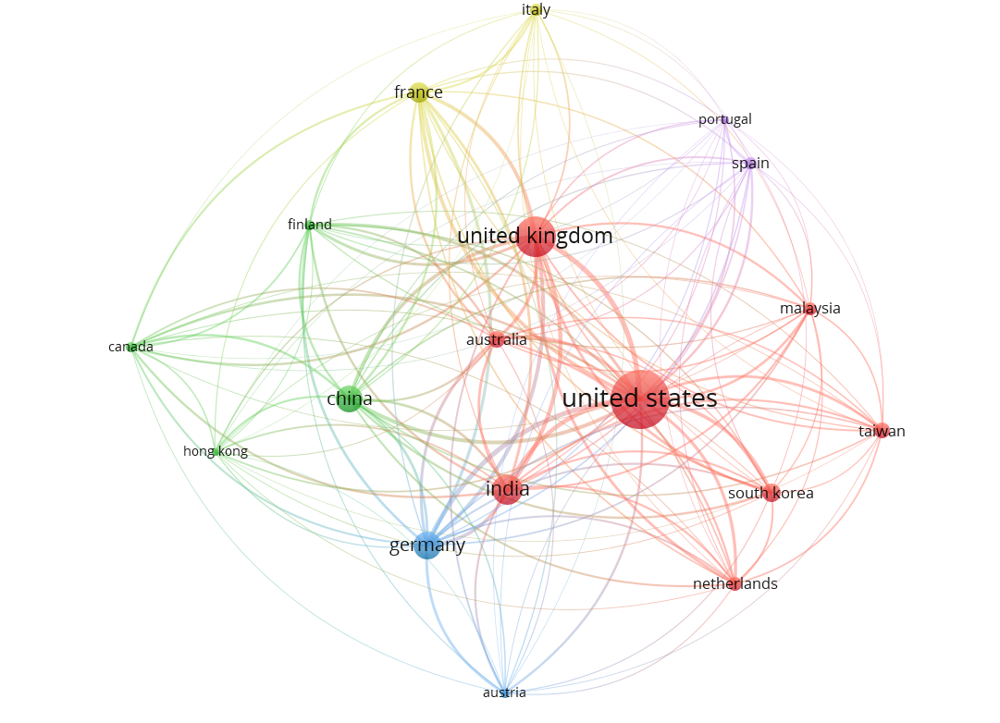 italy
france
portugal
spain
finland
united kingdom
malaysia
australia
canada
china
united states
taiwan
hong kong
india
south korea
germany
netherlands
austria